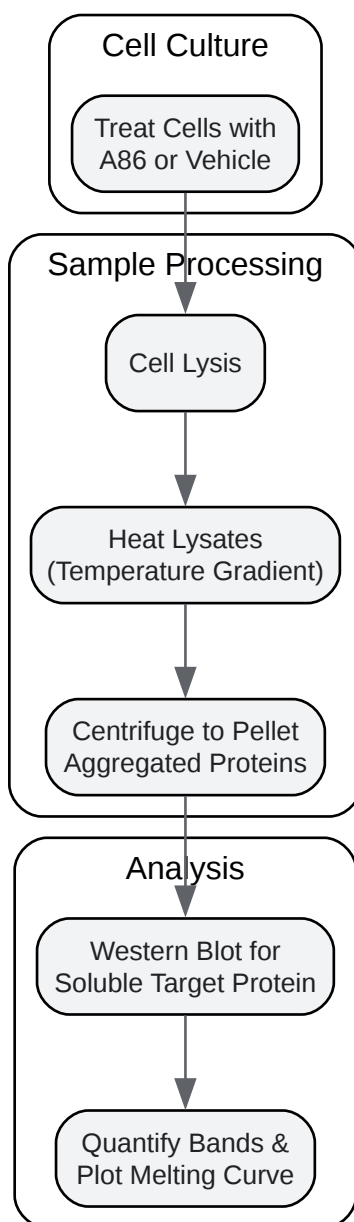 Cell Culture
Treat Cells with
A86 or Vehicle
Sample Processing
Cell Lysis
Heat Lysates
(Temperature Gradient)
Centrifuge to Pellet
Aggregated Proteins
Analysis
Western Blot for
Soluble Target Protein
Quantify Bands &
Plot Melting Curve